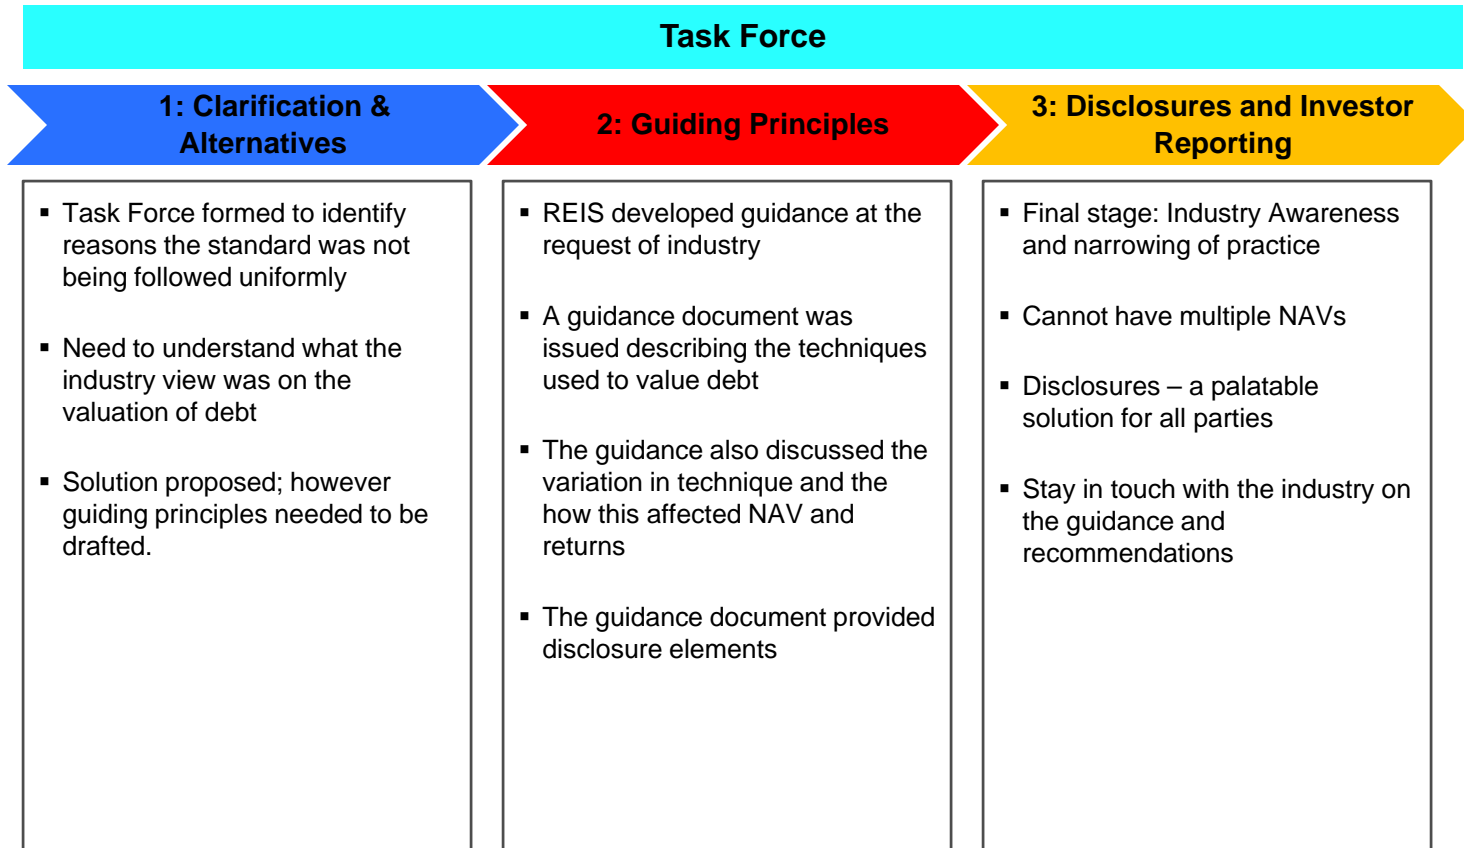 Task Force
1: Clarification &
Alternatives
2: Guiding Principles
3: Disclosures and Investor
Reporting
▪ Task Force formed to identify
reasons the standard was not
being followed uniformly
▪ Need to understand what the
industry view was on the
valuation of debt
▪ Solution proposed; however
guiding principles needed to be
drafted.
▪ REIS developed guidance at the
request of industry
▪ A guidance document was
issued describing the techniques
used to value debt
▪ The guidance also discussed the
variation in technique and the
how this affected NAV and
returns
▪ The guidance document provided
disclosure elements
▪ Final stage: Industry Awareness
and narrowing of practice
▪ Cannot have multiple NAVs
▪ Disclosures – a palatable
solution for all parties
▪ Stay in touch with the industry on
the guidance and
recommendations